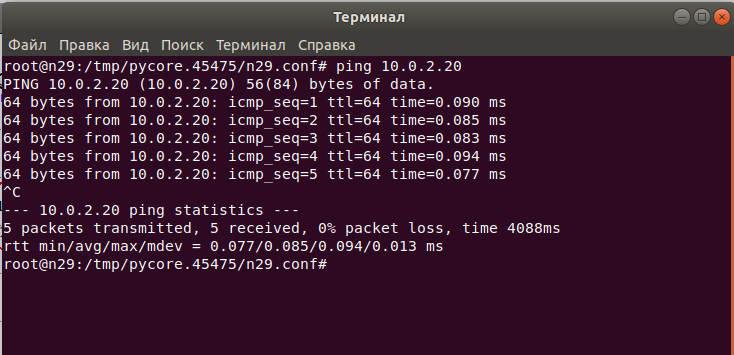 Терминал
Файл Правка Вид Поиск Терминал Справка
root@n29:/tmp/pycore.45475/n29.conf# ping 10.0.2.20
PING 10.0.2.20 (10.0.2.20) 56(84) bytes of data.
64 bytes from 10.0.2.20: icmp_seq=1 ttl=64 time=0.090 ms
64 bytes from 10.0.2.20: icmp_seq=2 ttl=64 time=0.085 ms
64 bytes from 10.0.2.20: icmp_seq=3 ttl=64 time=0.083 ms
64 bytes from 10.0.2.20: icmp_seq=4 ttl=64 time=0.094 ms
64 bytes from 10.0.2.20: icmp_seq=5 ttl=64 time=0.077 ms
^C
--- 10.0.2.20 ping statistics ---
5 packets transmitted, 5 received, 0% packet loss, time 4088ms
rtt min/avg/max/mdev = 0.077/0.085/0.094/0.013 ms
root@n29:/tmp/pycore.45475/n29.conf#